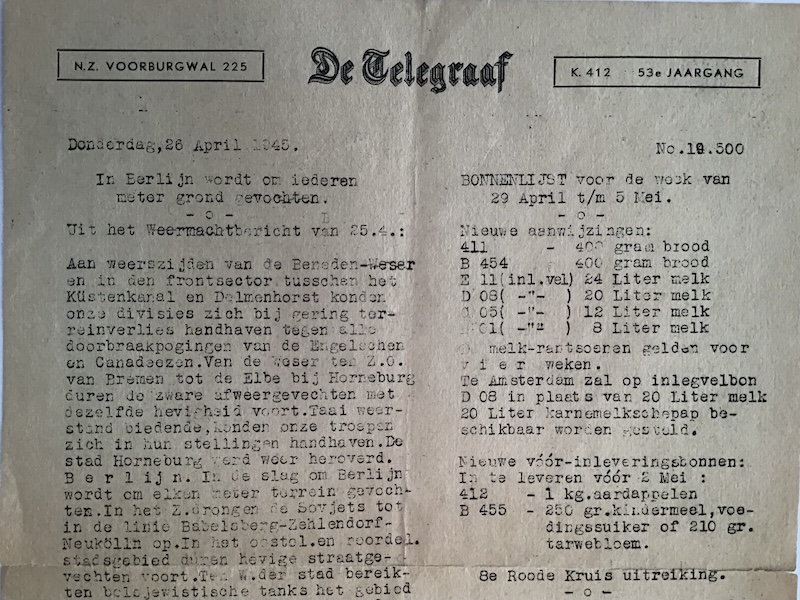 N.Z. VOORBURGWAL 225
De Telegraaf
K. 412 53e JAARGANG
Donderdag,26 April 1945.
No.18.500
In Berlijn wordt om iederen
meter grond gevochten.
- o -
Uit het Weermachtbericht van 25.4.:
Aan weerszijden van de Beneden-Weser
en in den frontsector tusschen het
Küstenkanal en Delmenhorst konden
onze divisies zich bij gering ter-
reinverlies handhaven tegen alle
doorbraakpogingen van de Engelschen
en Canadeezen.Van de Weser ten Z.O.
van Bremen tot de Elbe bij Horneburg
duren de zware afweergevechten met
dezelfde hevigheid voort.Taai weer-
stand biedende,konden onze troepen
zich in hun stellingen handhaven.De
stad Horneburg werd weer heroverd.
B e r l i j n. In de slag om Berlijn
wordt om elken meter terrein gevoch-
ten.In het Z.drongen de Sovjets tot
in de linie Babelsberg-Zehlendorf-
Neukölln op.In het oostel.en noordel.
stadsgebied duren hevige straatge-
vechten voort.Ten W.der stad bereik-
ten bolsjewistische tanks het gebied
BONNENLIJST voor de week van
29 April t/m 5 Mei.
- o -
Nieuwe aanwijzingen:
411 - 400 gram brood
B 454 400 gram brood
E 11(inl.vel) 24 Liter melk
D 08( -"- ) 20 Liter melk
05( -"- ) 12 Liter melk
01( -"- ) 8 Liter melk
melk-rantsoenen gelden voor
v i e r weken.
Te Amsterdam zal op inlegvelbon
D 08 in plaats van 20 Liter melk
20 Liter karnemelkschepap be-
schikbaar worden gesteld.
Nieuwe vóór-inleveringsbonnen:
In te leveren vóór 2 Mei :
412 - 1 kg.aardappelen
B 455 - 250 gr.kindermeel,voe-
dingssuiker of 210 gr.
tarwebloem.
8e Roode Kruis uitreiking.
- o -